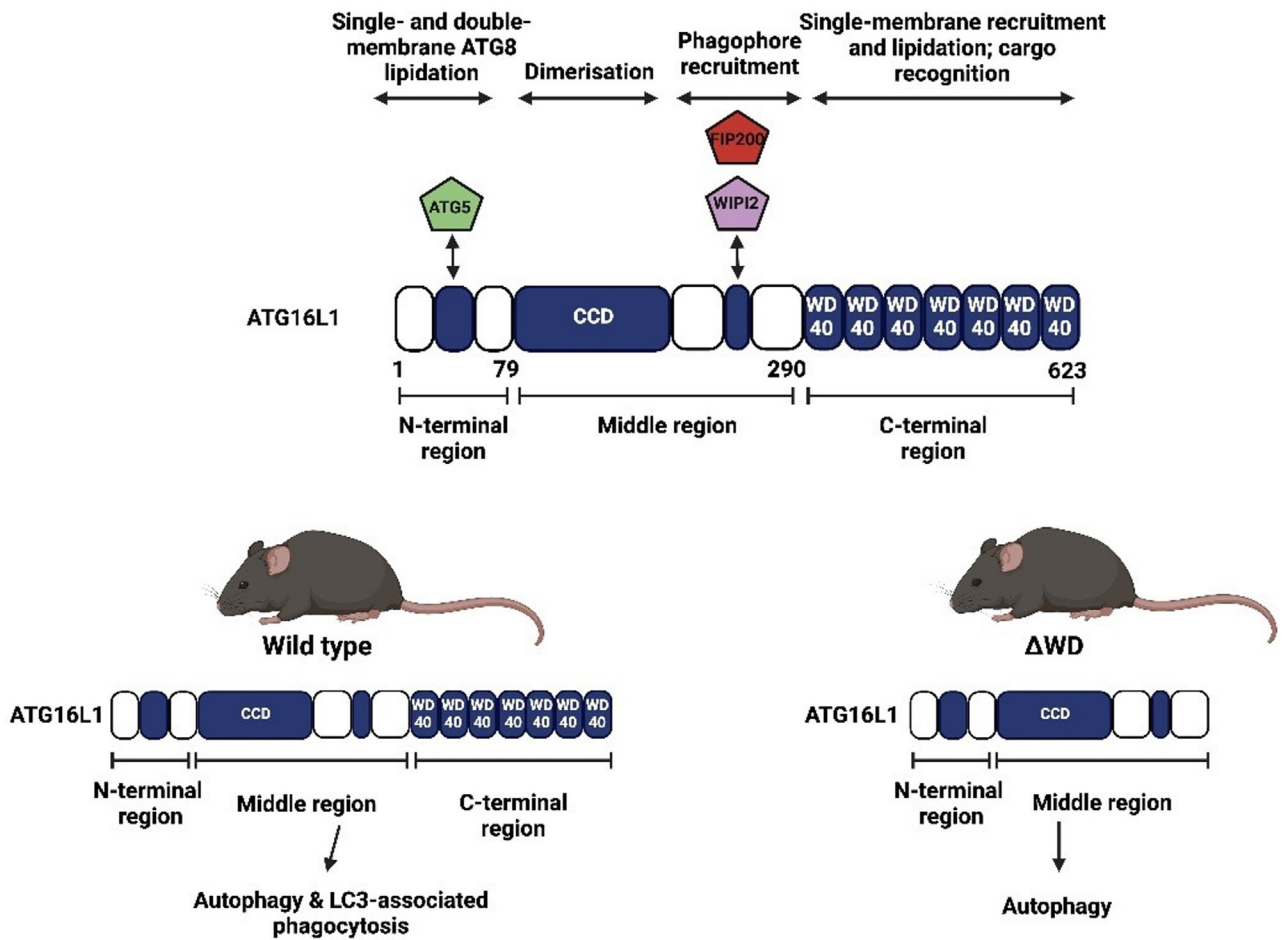 Single- and double-
membrane ATG8
lipidation
Dimerisation
Phagophore
recruitment
Single-membrane recruitment
and lipidation; cargo
recognition
FIP200
ATG5
WIPI2
ATG16L1
CCD
WD
40
WD
40
WD
40
WD
40
WD
40
WD
40
WD
40
1
79
290
623
N-terminal
region
Middle region
C-terminal
region
Wild type
ATG16L1
CCD
WD
40
WD
40
WD
40
WD
40
WD
40
WD
40
WD
40
N-terminal
region
Middle region
C-terminal
region
Autophagy & LC3-associated
phagocytosis
ΔWD
ATG16L1
CCD
N-terminal
region
Middle region
Autophagy